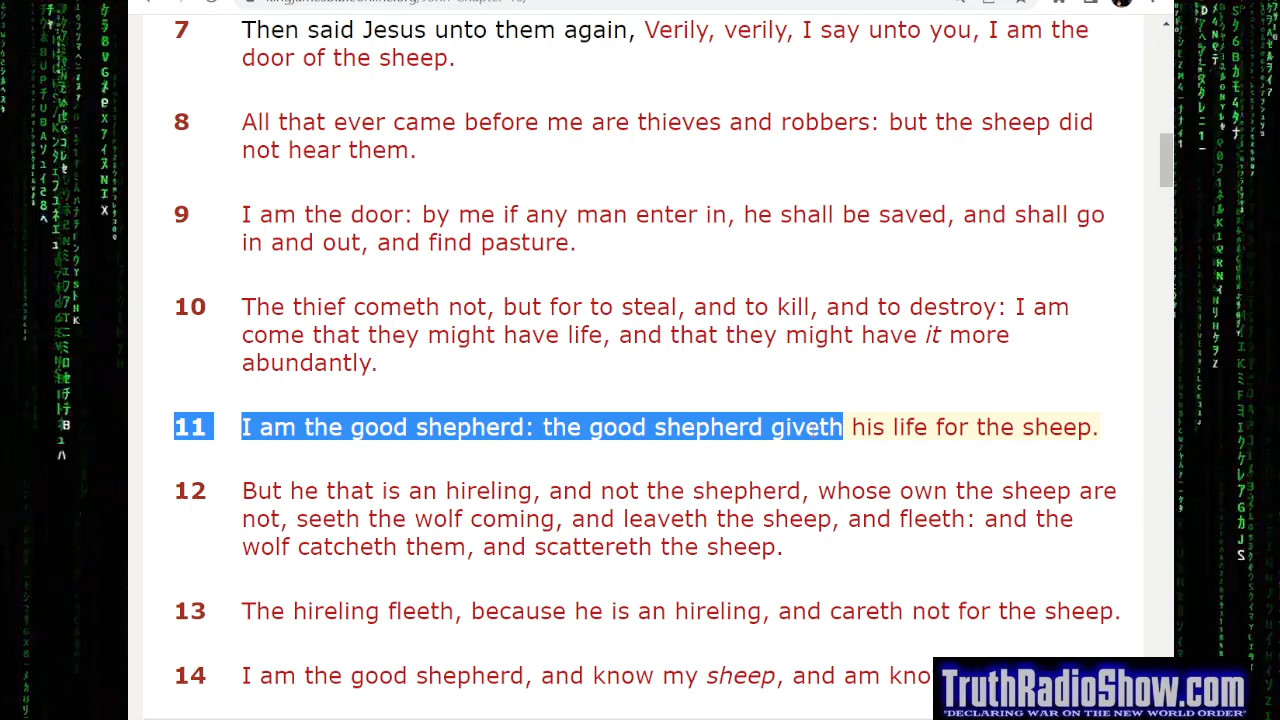 7 Then said Jesus unto them again, Verily, verily, I say unto you, I am the
door of the sheep.
8 All that ever came before me are thieves and robbers: but the sheep did
not hear them.
9 I am the door: by me if any man enter in, he shall be saved, and shall go
in and out, and find pasture.
10 The thief cometh not, but for to steal, and to kill, and to destroy: I am
come that they might have life, and that they might have it more
abundantly.
11 I am the good shepherd: the good shepherd giveth his life for the sheep.
12 But he that is an hireling, and not the shepherd, whose own the sheep are
not, seeth the wolf coming, and leaveth the sheep, and fleeth: and the
wolf catcheth them, and scattereth the sheep.
13 The hireling fleeth, because he is an hireling, and careth not for the sheep.
14 I am the good shepherd, and know my sheep, and am kno
TruthRadioShow.com
"DECLARING WAR ON THE NEW WORLD ORDER"